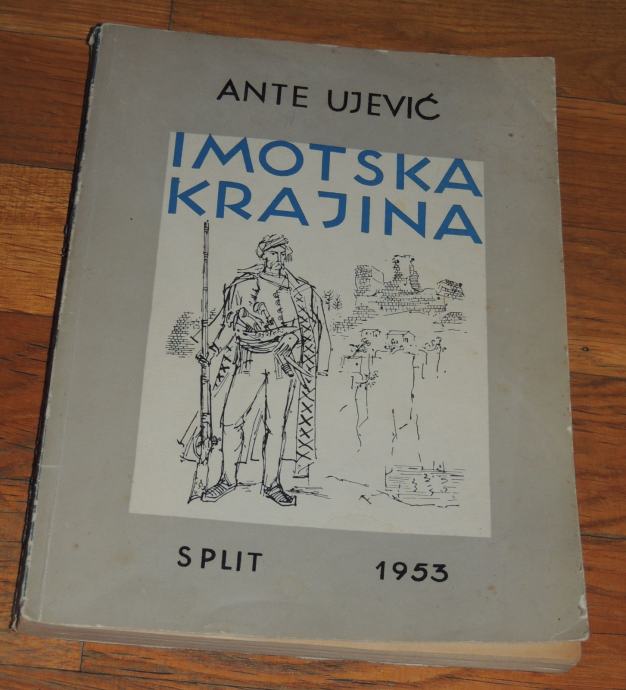 ANTE UJEVIĆ
IMOTSKA
KRAJINA
SPLIT 1953